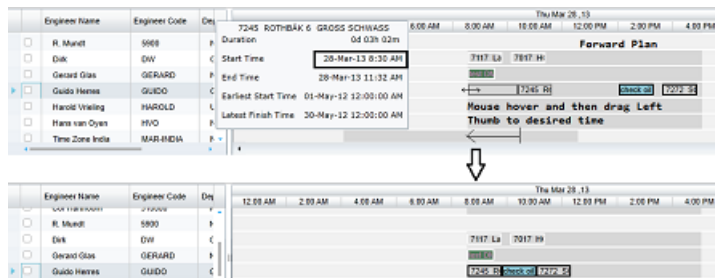 Engineer Name Engineer Code De
Thu Mar 28 ,13
6:00 AM 8:00 AM 10:00 AM 12:00 PM 2:00 PM 4:00 PM
7245 ROTHBÄK 6 GROSS SCHWASS
Duration 0d 03h 02m
Start Time 28-Mar-13 8:30 AM
End Time 28-Mar-13 11:32 AM
Earliest Start Time 01-May-12 12:00:00 AM
Latest Finish Time 30-May-12 12:00:00 AM
R. Mundt 5900
Dirk DW
Gerard Glas GERARD
Guido Hermes GUIDO
Harold Vrieling HAROLD
Hans van Oyen HVO
Time Zone India MAR-INDIA
Forward Plan
7117 La 7017 H
7245 R check oil 7272 S
Mouse hover and then drag Left
Thumb to desired time
Engineer Name Engineer Code De
Thu Mar 28 ,13
12:00 AM 2:00 AM 4:00 AM 6:00 AM 8:00 AM 10:00 AM 12:00 PM 2:00 PM 4:00 PM
R. Mundt 5900
Dirk DW
7117 La 7017 H
Gerard Glas GERARD
Guido Hermes GUIDO
7245 R check oil 7272 S